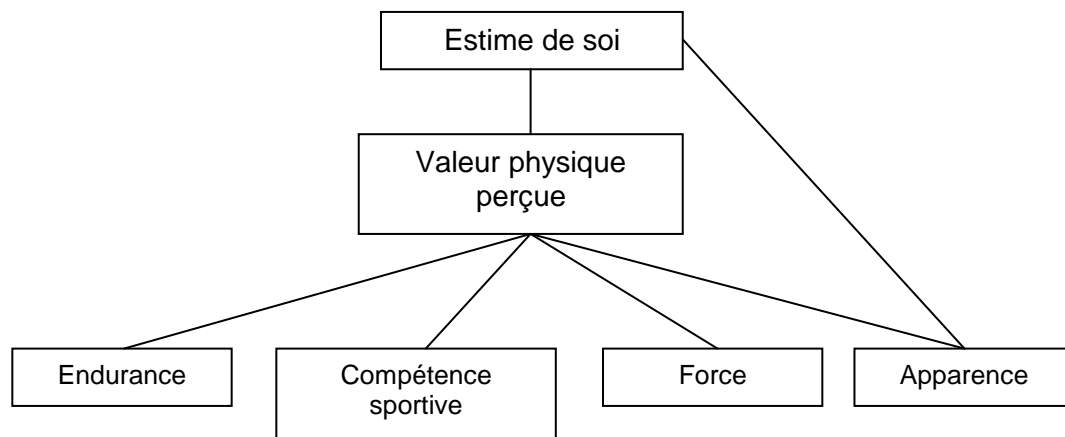 Estime de soi
Valeur physique
perçue
Endurance
Compétence
sportive
Force
Apparence